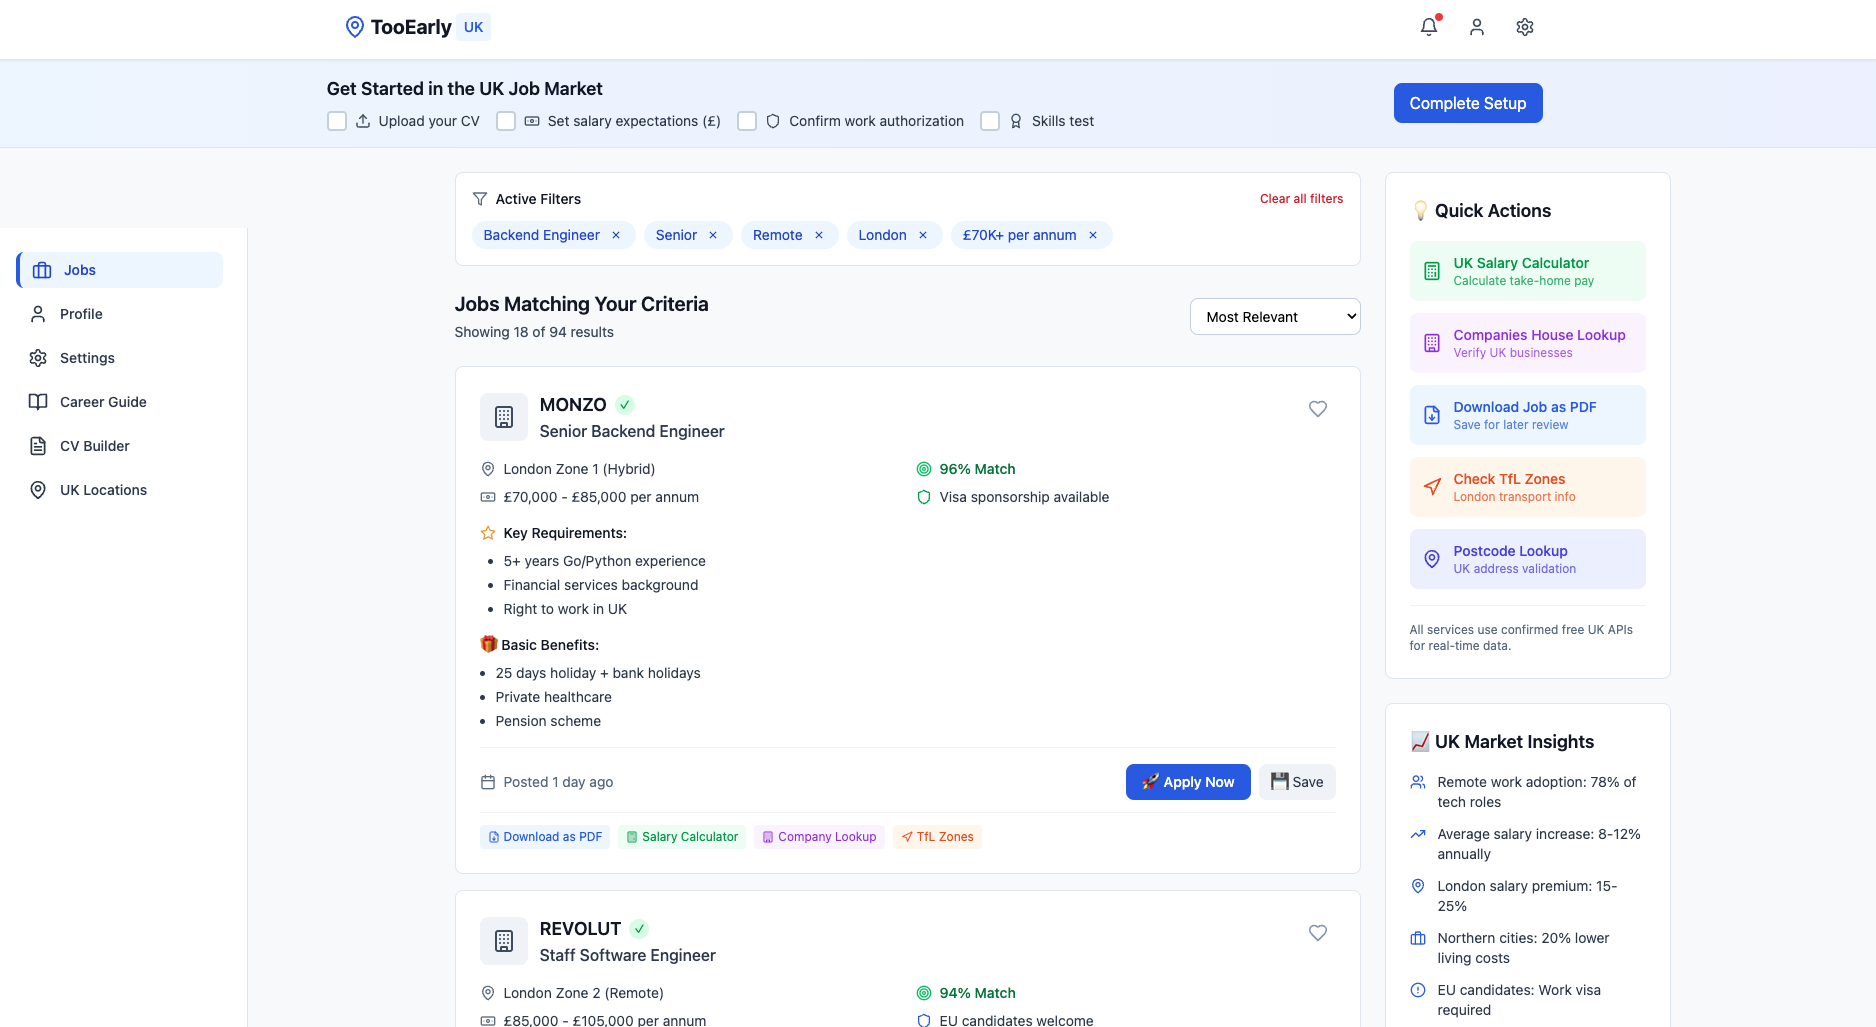 TooEarly UK
Get Started in the UK Job Market
Upload your CV
Set salary expectations (£)
Confirm work authorization
Skills test
Complete Setup
Jobs
Profile
Settings
Career Guide
CV Builder
UK Locations
Active Filters
Clear all filters
Backend Engineer ×
Senior ×
Remote ×
London ×
£70K+ per annum ×
Jobs Matching Your Criteria
Showing 18 of 94 results
Most Relevant
MONZO
Senior Backend Engineer
London Zone 1 (Hybrid)
96% Match
£70,000 - £85,000 per annum
Visa sponsorship available
Key Requirements:
5+ years Go/Python experience
Financial services background
Right to work in UK
Basic Benefits:
25 days holiday + bank holidays
Private healthcare
Pension scheme
Posted 1 day ago
Apply Now
Save
Download as PDF
Salary Calculator
Company Lookup
TfL Zones
REVOLUT
Staff Software Engineer
London Zone 2 (Remote)
94% Match
£85,000 - £105,000 per annum
EU candidates welcome
Quick Actions
UK Salary Calculator
Calculate take-home pay
Companies House Lookup
Verify UK businesses
Download Job as PDF
Save for later review
Check TfL Zones
London transport info
Postcode Lookup
UK address validation
All services use confirmed free UK APIs
for real-time data.
UK Market Insights
Remote work adoption: 78% of
tech roles
Average salary increase: 8-12%
annually
London salary premium: 15-
25%
Northern cities: 20% lower
living costs
EU candidates: Work visa
required